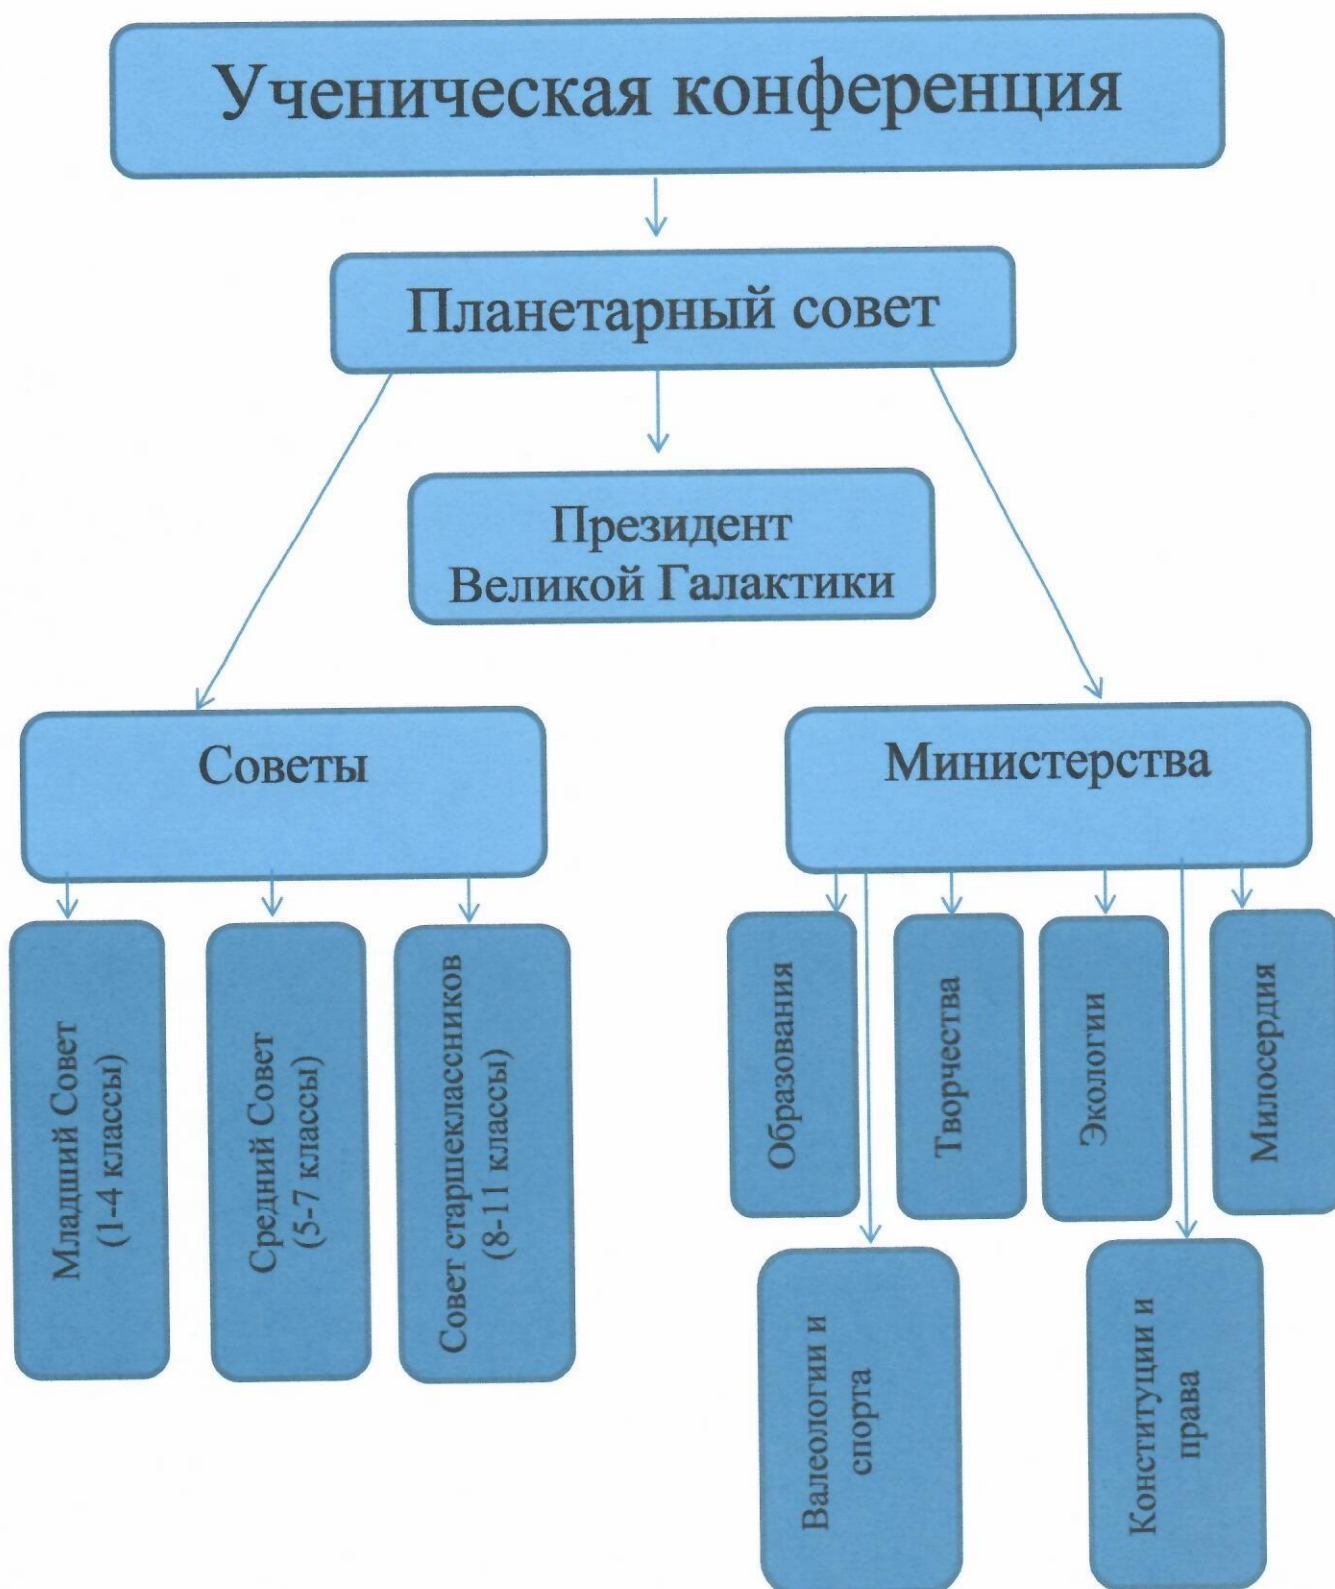 Ученическая конференция
Планетарный совет
Президент
Великой Галактики
Советы
Министерства
Младший Совет
(1-4 классы)
Средний Совет
(5-7 классы)
Совет старшеклассников
(8-11 классы)
Образования
Творчества
Экологии
Милосердия
Валеологии и
спорта
Конституции и
права